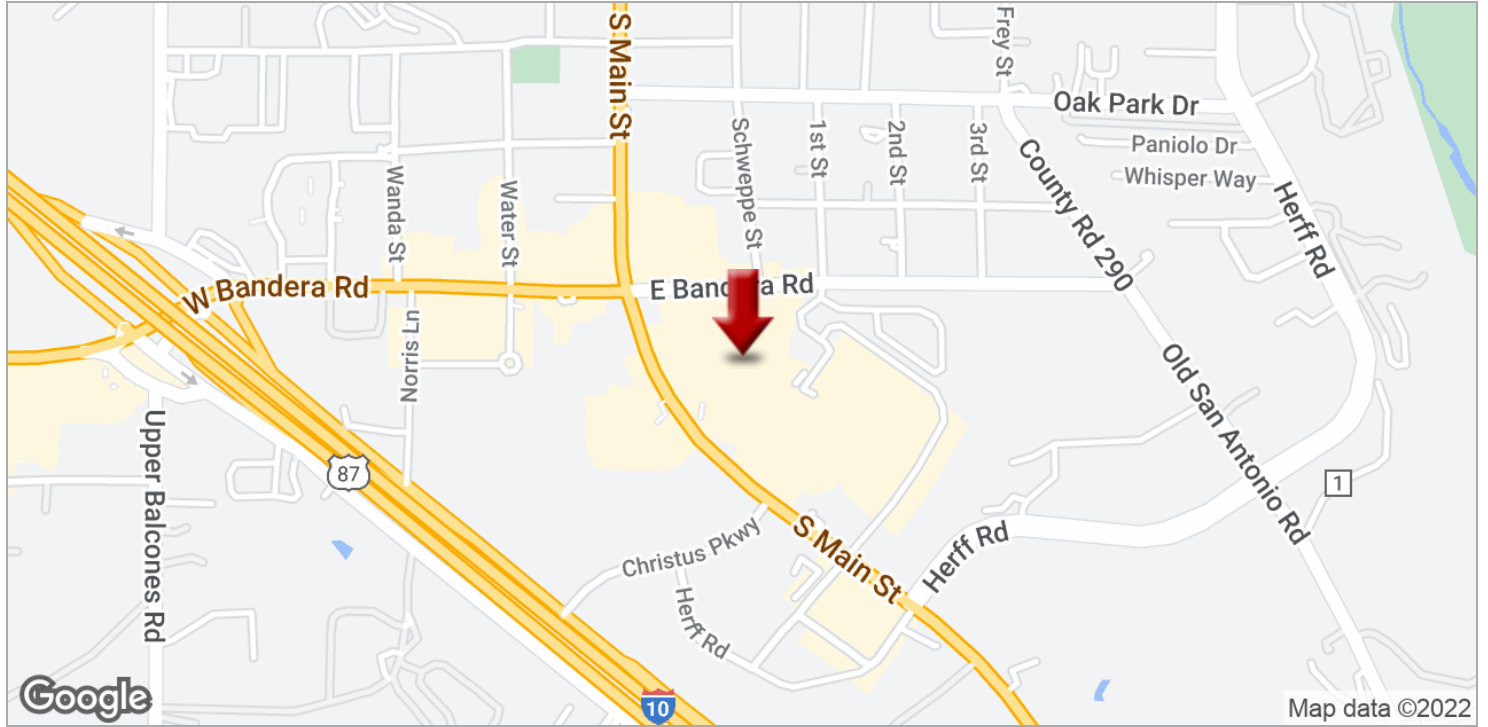 S Main St
Frey St
Oak Park Dr
Schweppe St
1st St
2nd St
3rd St
Paniolo Dr
Whisper Way
County Rd 290
Herff Rd
Wanda St
Water St
W Bandera Rd
E Bandera Rd
Norris Ln
Old San Antonio Rd
Upper Balcones Rd
87
1
S Main St
Christus Pkwy
Herff Rd
Herff Rd
10
Google
Map data ©2022